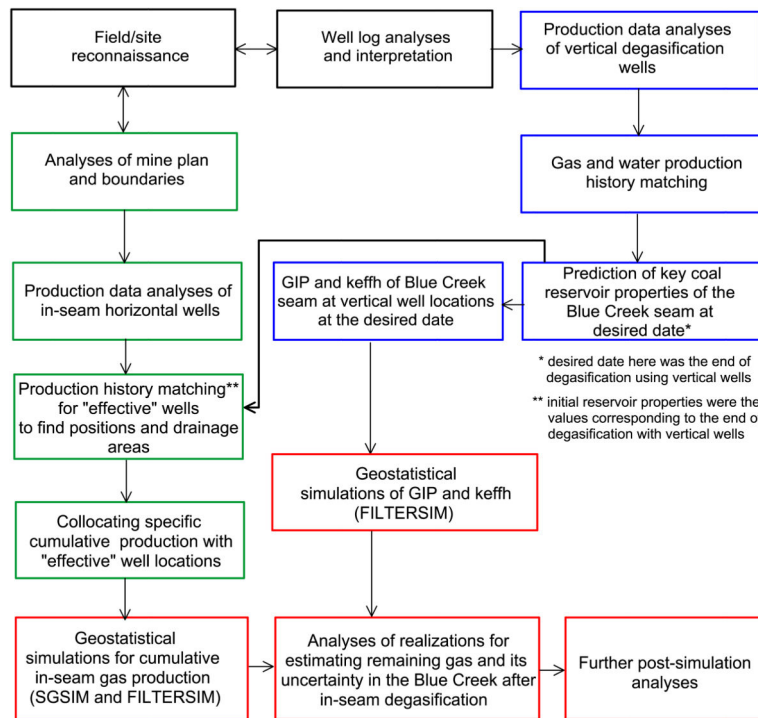 Field/site
reconnaissance
Well log analyses
and interpretation
Production data analyses
of vertical degasification
wells
Analyses of mine plan
and boundaries
Gas and water production
history matching
Production data analyses of
in-seam horizontal wells
GIP and keffh of Blue Creek
seam at vertical well locations
at the desired date
Prediction of key coal
reservoir properties of the
Blue Creek seam at
desired date*
* desired date here was the end of
degasification using vertical wells
** initial reservoir properties were the
values corresponding to the end of
degasification with vertical wells
Production history matching**
for "effective" wells
to find positions and drainage
areas
Geostatistical
simulations of GIP and keffh
(FILTERSIM)
Collocating specific
cumulative production with
"effective" well locations
Geostatistical
simulations for cumulative
in-seam gas production
(SGSIM and FILTERSIM)
Analyses of realizations for
estimating remaining gas and its
uncertainty in the Blue Creek after
in-seam degasification
Further post-simulation
analyses